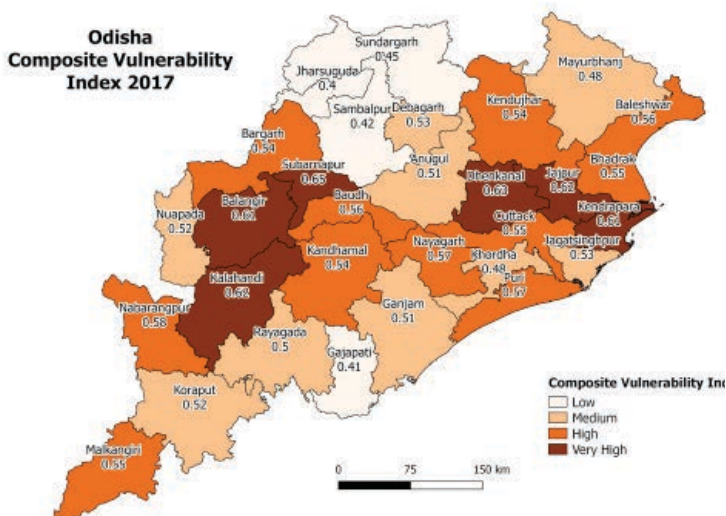 Odisha
Composite Vulnerability
Index 2017
Sundargarh
0.45
Jharsuguda
0.4
Sambalpur
0.42
Debagarh
0.53
Kendujhar
0.54
Mayurbhanj
0.48
Baleshwar
0.56
Bargarh
0.54
Subarnapur
0.65
Anugul
0.51
Dhenkanal
0.63
Jajpur
Bhadrak
0.55
Nuapada
0.52
Balangir
0.61
Baudh
0.56
Cuttack
0.55
Kendrapara
Kalahandi
0.62
Kandhamal
0.54
Nayagarh
0.57
Khordha
0.48
Jagatsinghpur
0.53
Puri
Nabarangpur
0.58
Rayagada
0.5
Ganjam
0.51
Gajapati
0.41
Koraput
0.52
Malkangiri
0.55
Composite Vulnerability Ind
Low
Medium
High
Very High
0 75 150 km